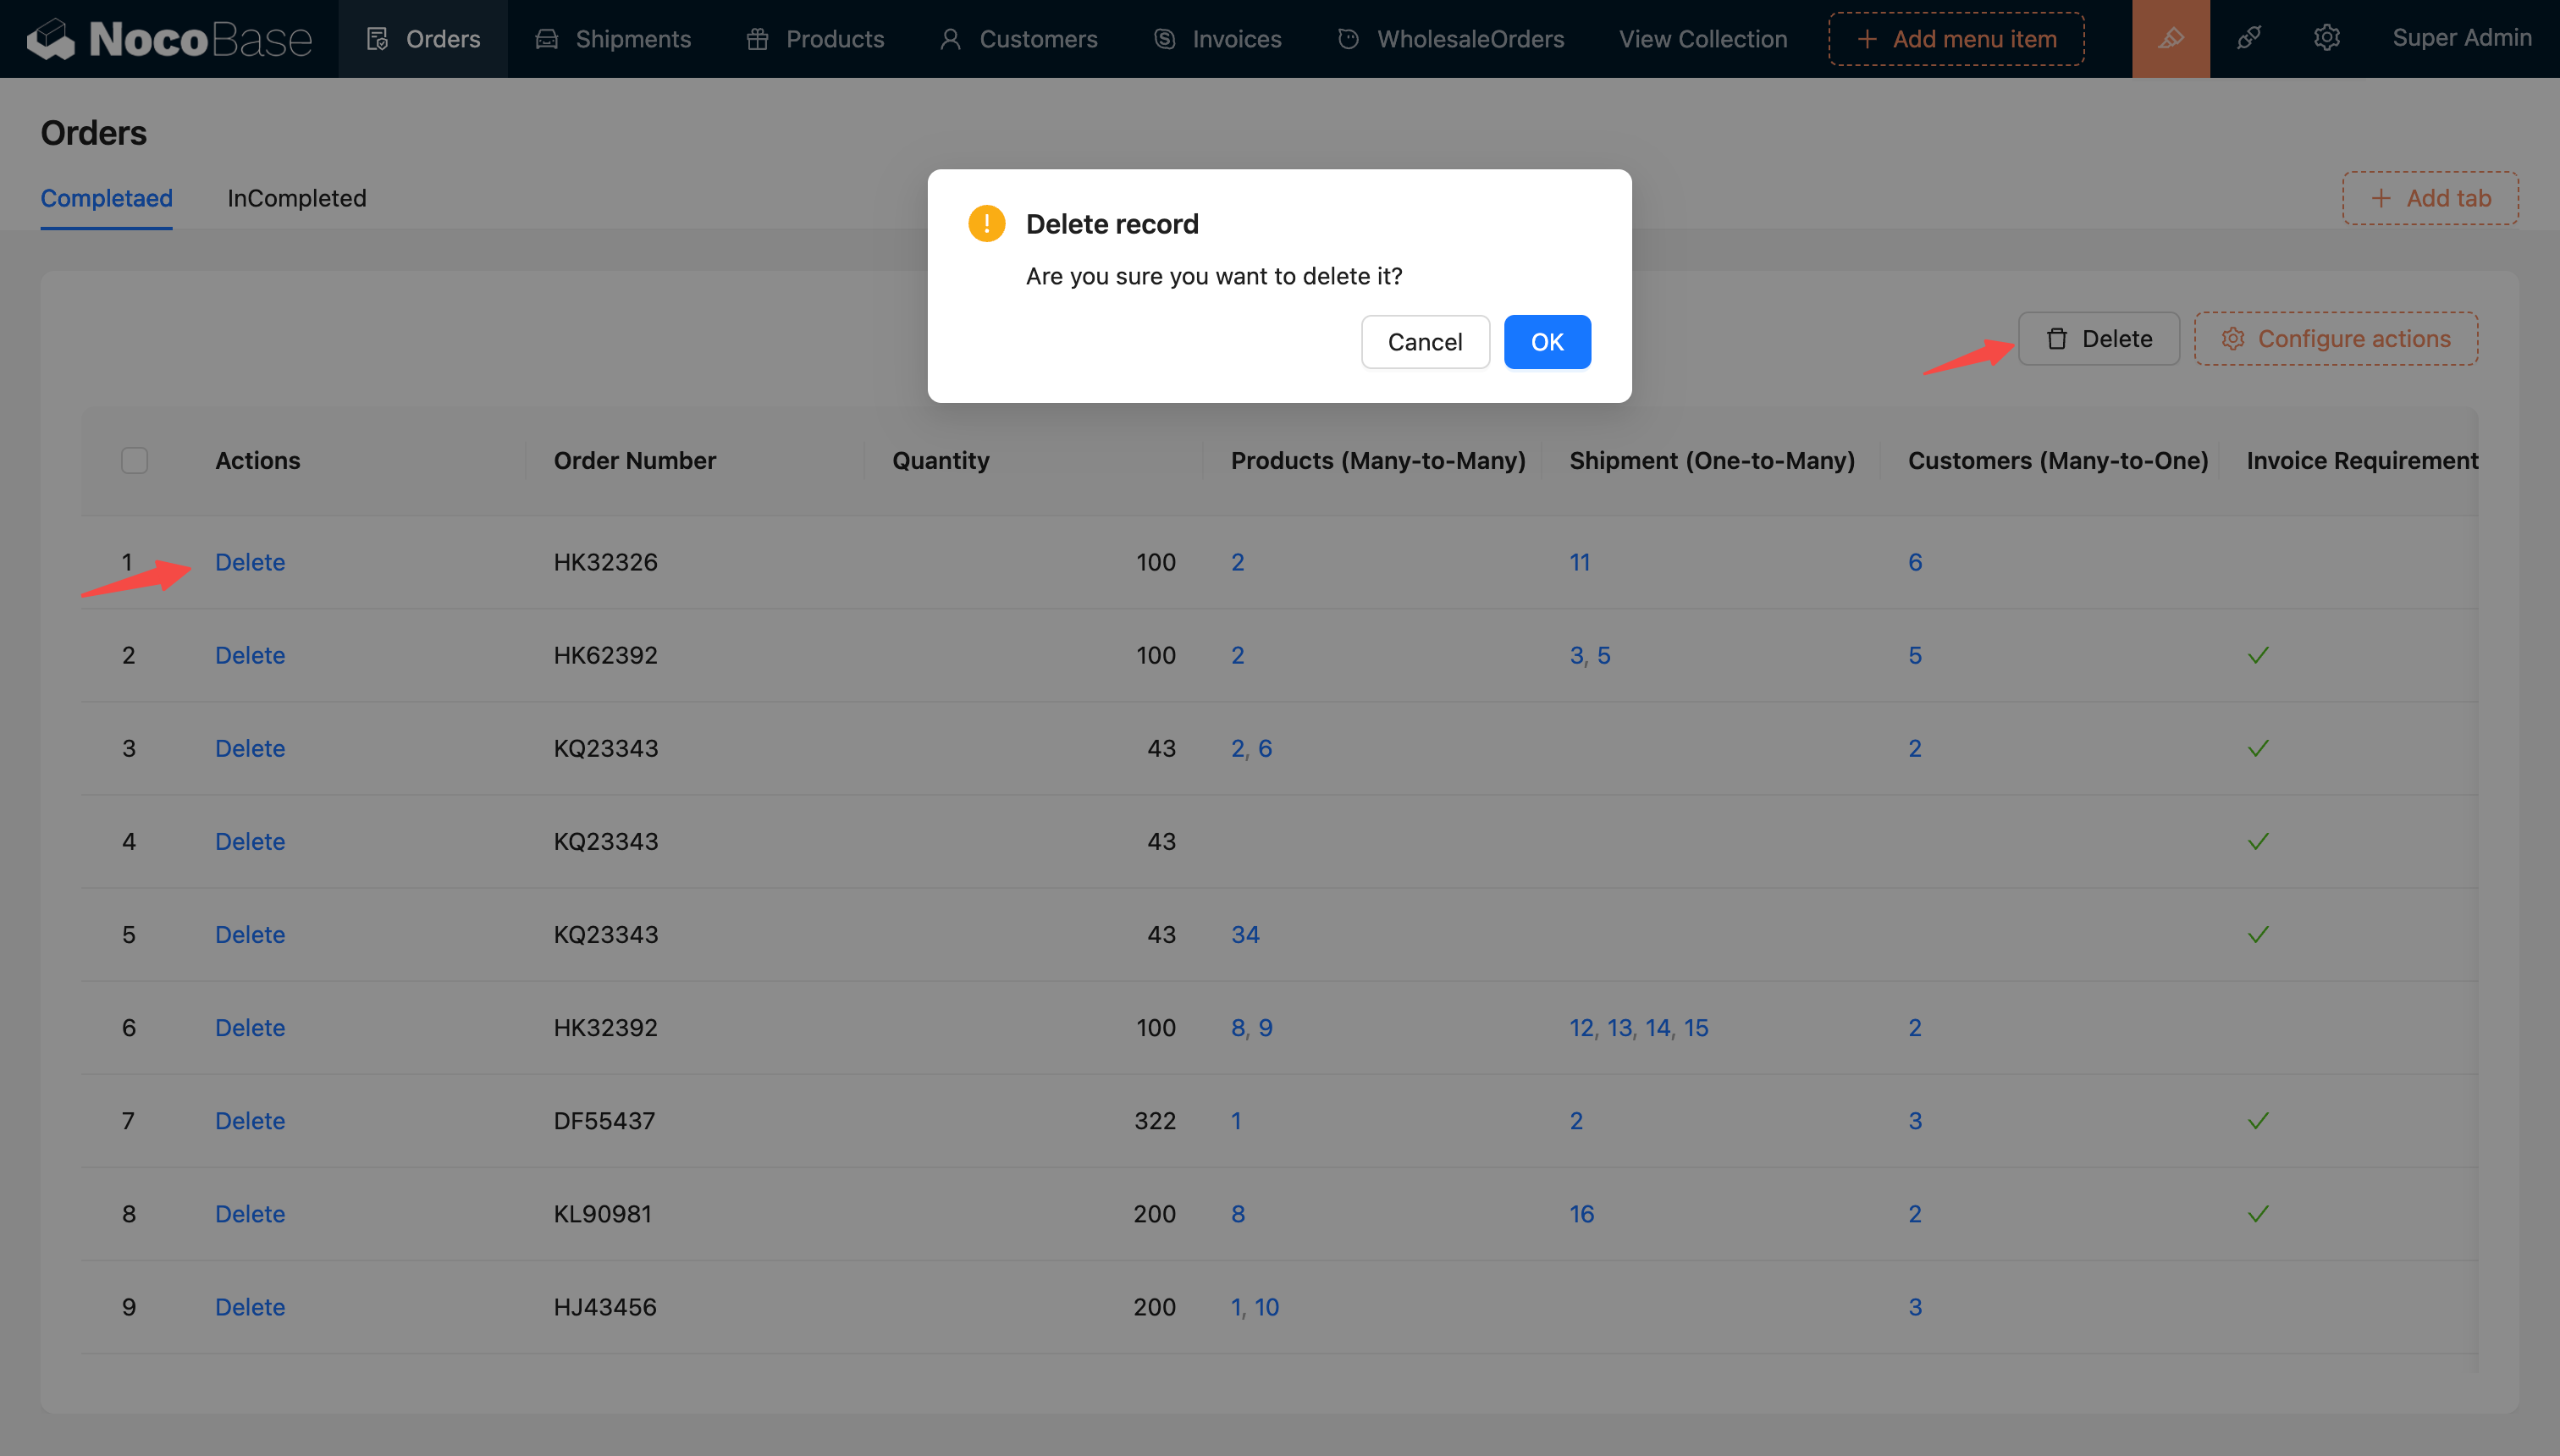 NocoBase Orders Shipments Products Customers Invoices WholesaleOrders View Collection + Add menu item Super Admin
Orders
Completaed InCompleted + Add tab
Delete record
Are you sure you want to delete it?
Cancel OK
Delete Configure actions
Actions Order Number Quantity Products (Many-to-Many) Shipment (One-to-Many) Customers (Many-to-One) Invoice Requirement
1 Delete HK32326 100 2 11 6
2 Delete HK62392 100 2 3, 5 5
3 Delete KQ23343 43 2, 6 2
4 Delete KQ23343 43
5 Delete KQ23343 43 34
6 Delete HK32392 100 8, 9 12, 13, 14, 15 2
7 Delete DF55437 322 1 2 3
8 Delete KL90981 200 8 16 2
9 Delete HJ43456 200 1, 10 3